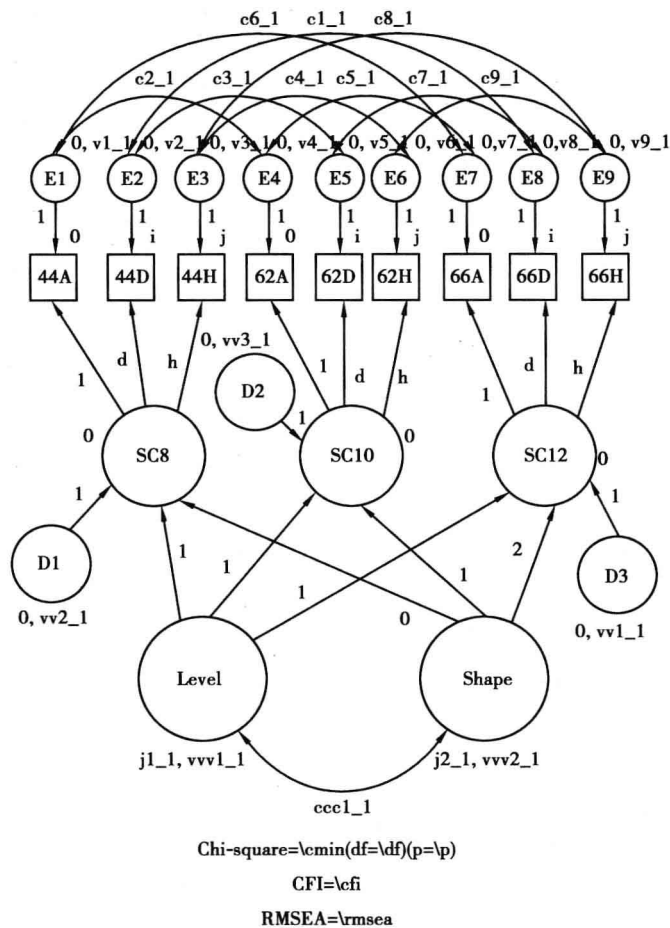 c6_1 c1_1 c8_1
c2_1 c3_1 c4_1 c5_1 c7_1 c9_1
0, v1_1 0, v2_1 0, v3_1 0, v4_1 0, v5_1 0, v6_1 0,v7_1 0,v8_1 0, v9_1
E1 E2 E3 E4 E5 E6 E7 E8 E9
1 1 1 1 1 1 1 1 1
0 i j 0 i j 0 i j
44A 44D 44H 62A 62D 62H 66A 66D 66H
0, vv3_1
1 d h 1 d h 1 d h
D2
1
0 0 0
SC8 SC10 SC12
1 1
D1 1 1 1 1 2 D3
0, vv2_1 0 0, vv1_1
Level Shape
j1_1, vvv1_1 j2_1, vvv2_1
ccc1_1
Chi-square=\cmin(df=\df)(p=\p)
CFI=\cfi
RMSEA=\rmsea